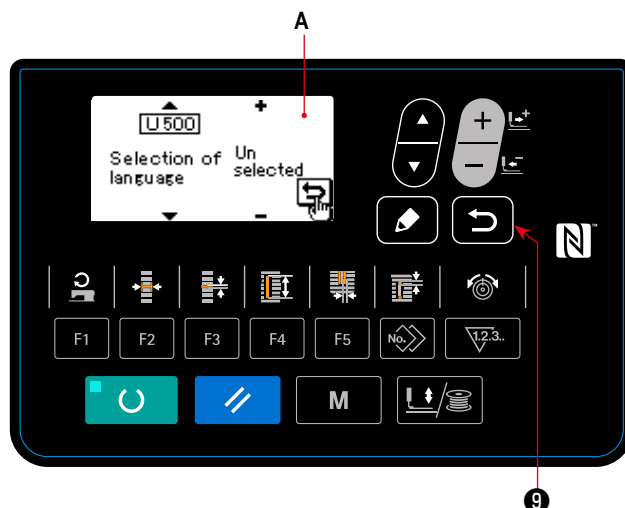 A
U500
Selection of
language
Un
selected
F1
F2
F3
F4
F5
No.
1.2.3..
M
9